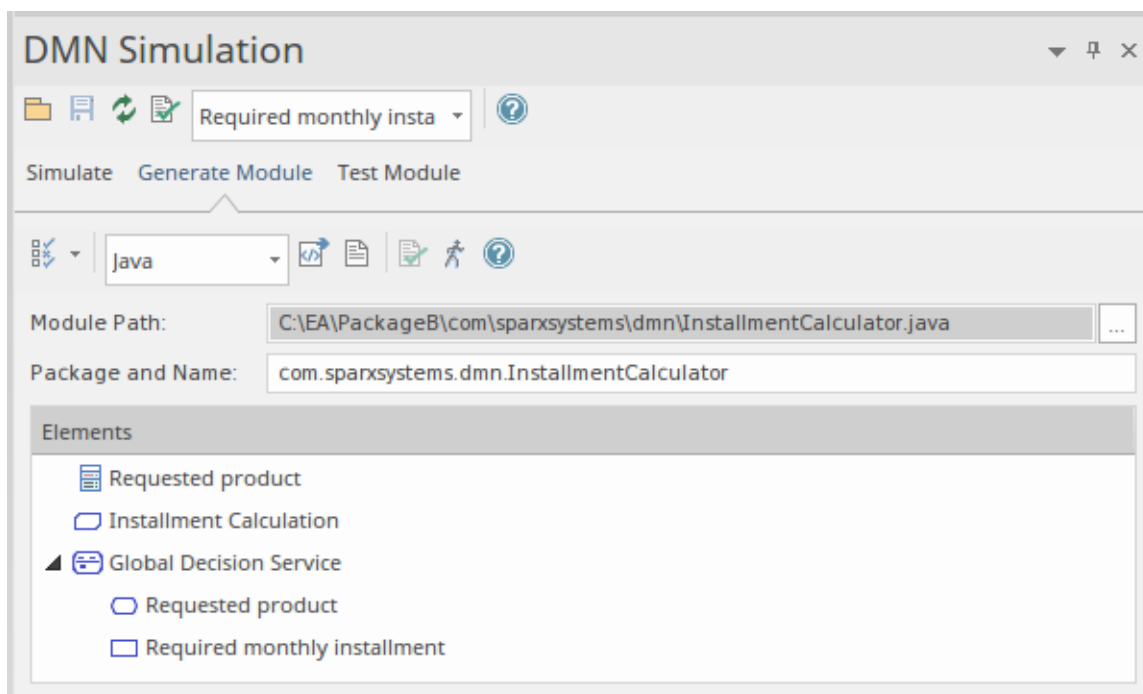 DMN Simulation
Required monthly insta
Simulate Generate Module Test Module
Java
Module Path: C:\EA\PackageB\com\sparxsystems\dmn\InstallmentCalculator.java ...
Package and Name: com.sparxsystems.dmn.InstallmentCalculator
Elements
Requested product
Installment Calculation
Global Decision Service
Requested product
Required monthly installment